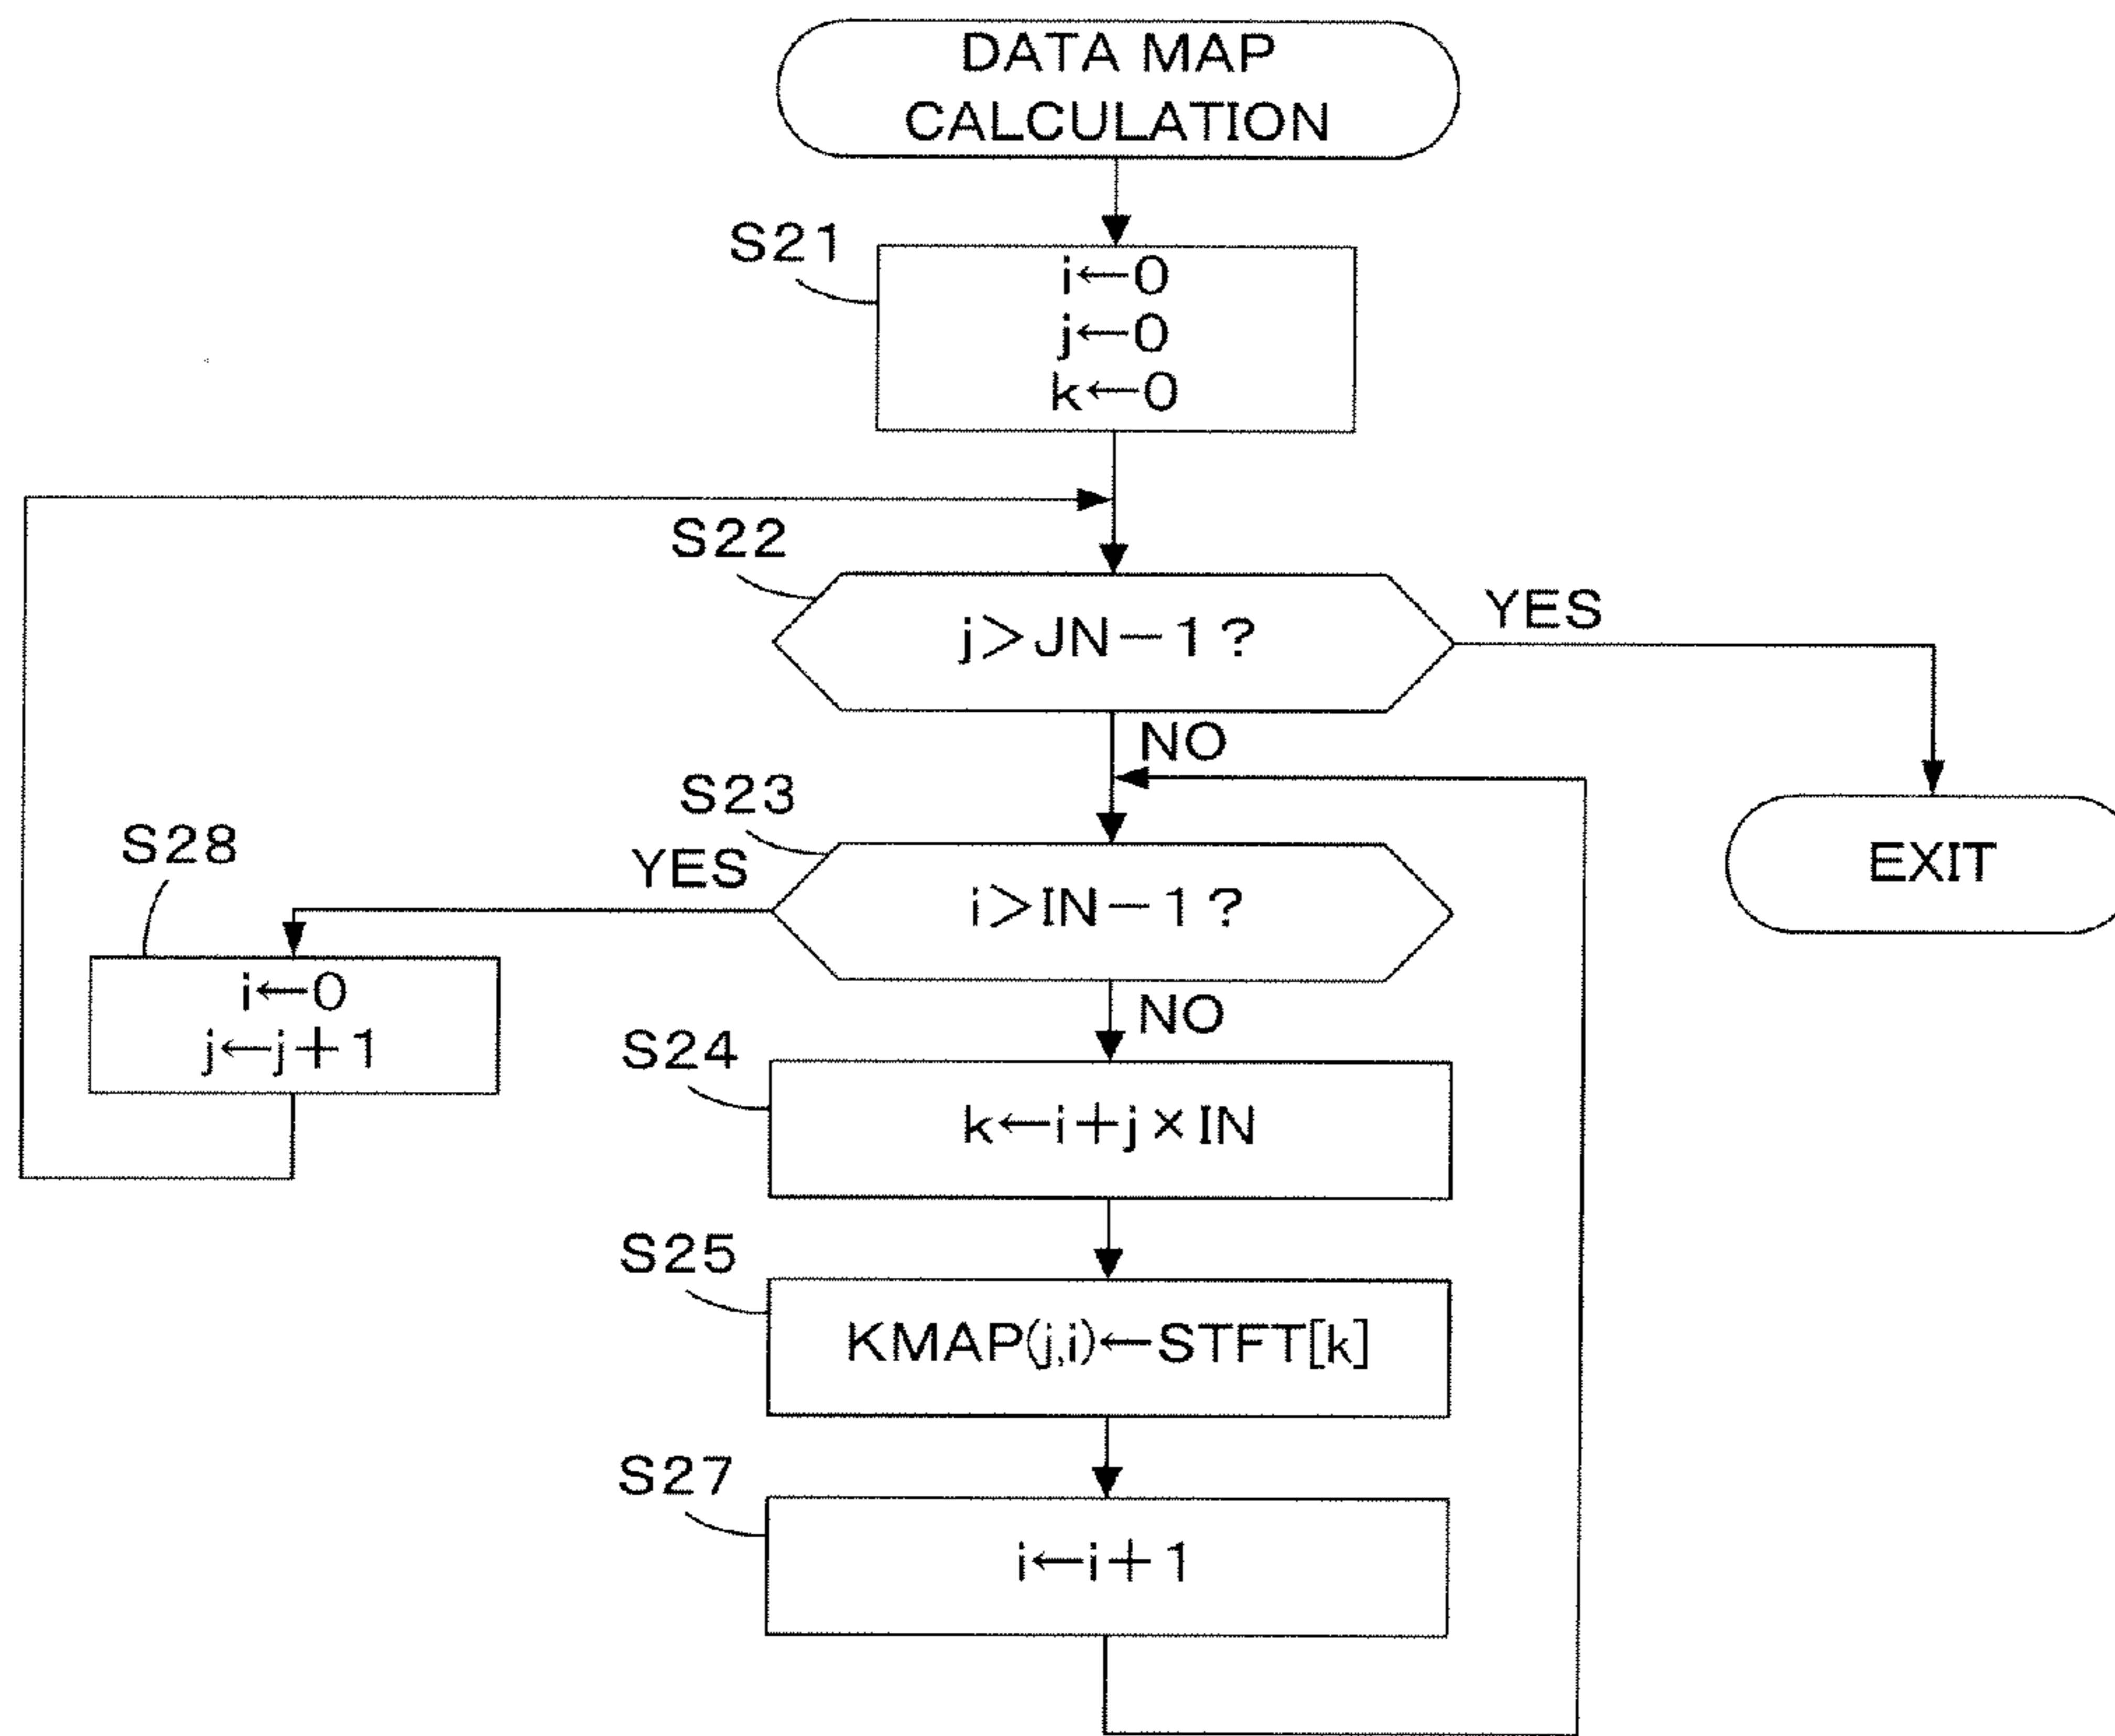 DATA MAP
CALCULATION
S21
i←0
j←0
k←0
S22
j>JN−1?
YES
NO
S23
i>IN−1?
YES
EXIT
S28
i←0
j←j+1
NO
S24
k←i+j×IN
S25
KMAP(j,i)←STFT[k]
S27
i←i+1